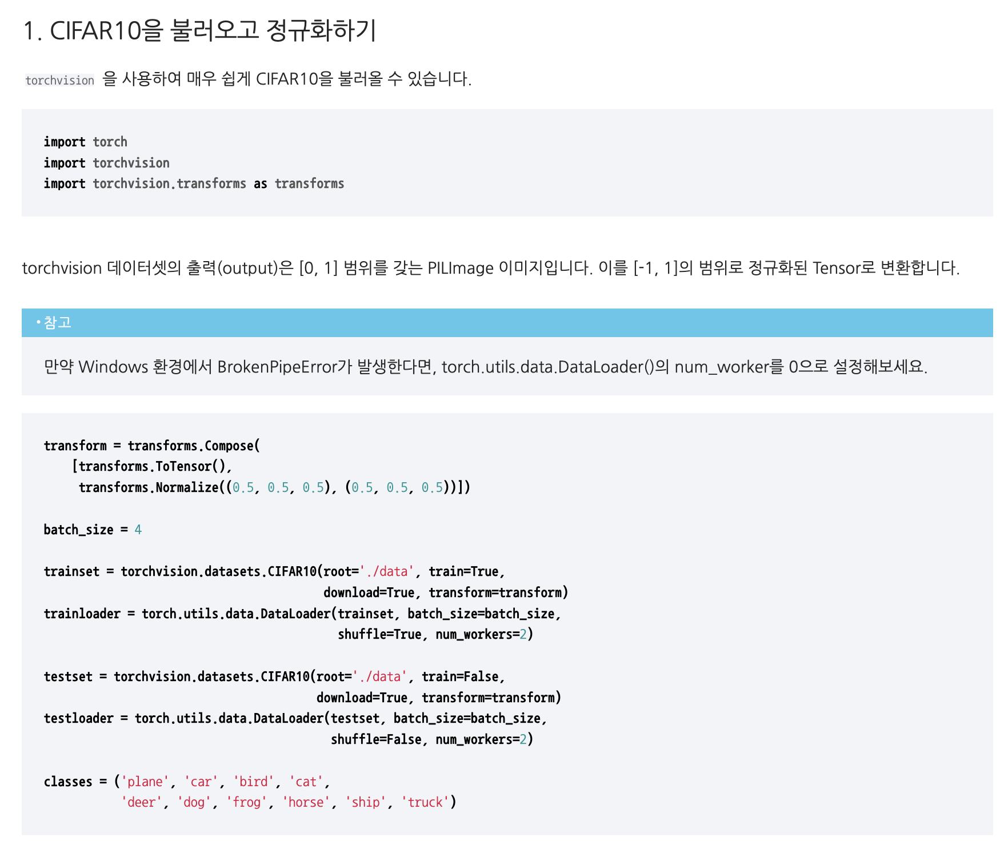 1. CIFAR10을 불러오고 정규화하기
torchvision 을 사용하여 매우 쉽게 CIFAR10을 불러올 수 있습니다.
import torch
import torchvision
import torchvision.transforms as transforms
torchvision 데이터셋의 출력(output)은 [0, 1] 범위를 갖는 PILImage 이미지입니다. 이를 [-1, 1]의 범위로 정규화된 Tensor로 변환합니다.
• 참고
만약 Windows 환경에서 BrokenPipeError가 발생한다면, torch.utils.data.DataLoader()의 num_worker를 0으로 설정해보세요.
transform = transforms.Compose(
    [transforms.ToTensor(),
     transforms.Normalize((0.5, 0.5, 0.5), (0.5, 0.5, 0.5))])
batch_size = 4
trainset = torchvision.datasets.CIFAR10(root='./data', train=True,
                                        download=True, transform=transform)
trainloader = torch.utils.data.DataLoader(trainset, batch_size=batch_size,
                                          shuffle=True, num_workers=2)
testset = torchvision.datasets.CIFAR10(root='./data', train=False,
                                       download=True, transform=transform)
testloader = torch.utils.data.DataLoader(testset, batch_size=batch_size,
                                         shuffle=False, num_workers=2)
classes = ('plane', 'car', 'bird', 'cat',
           'deer', 'dog', 'frog', 'horse', 'ship', 'truck')